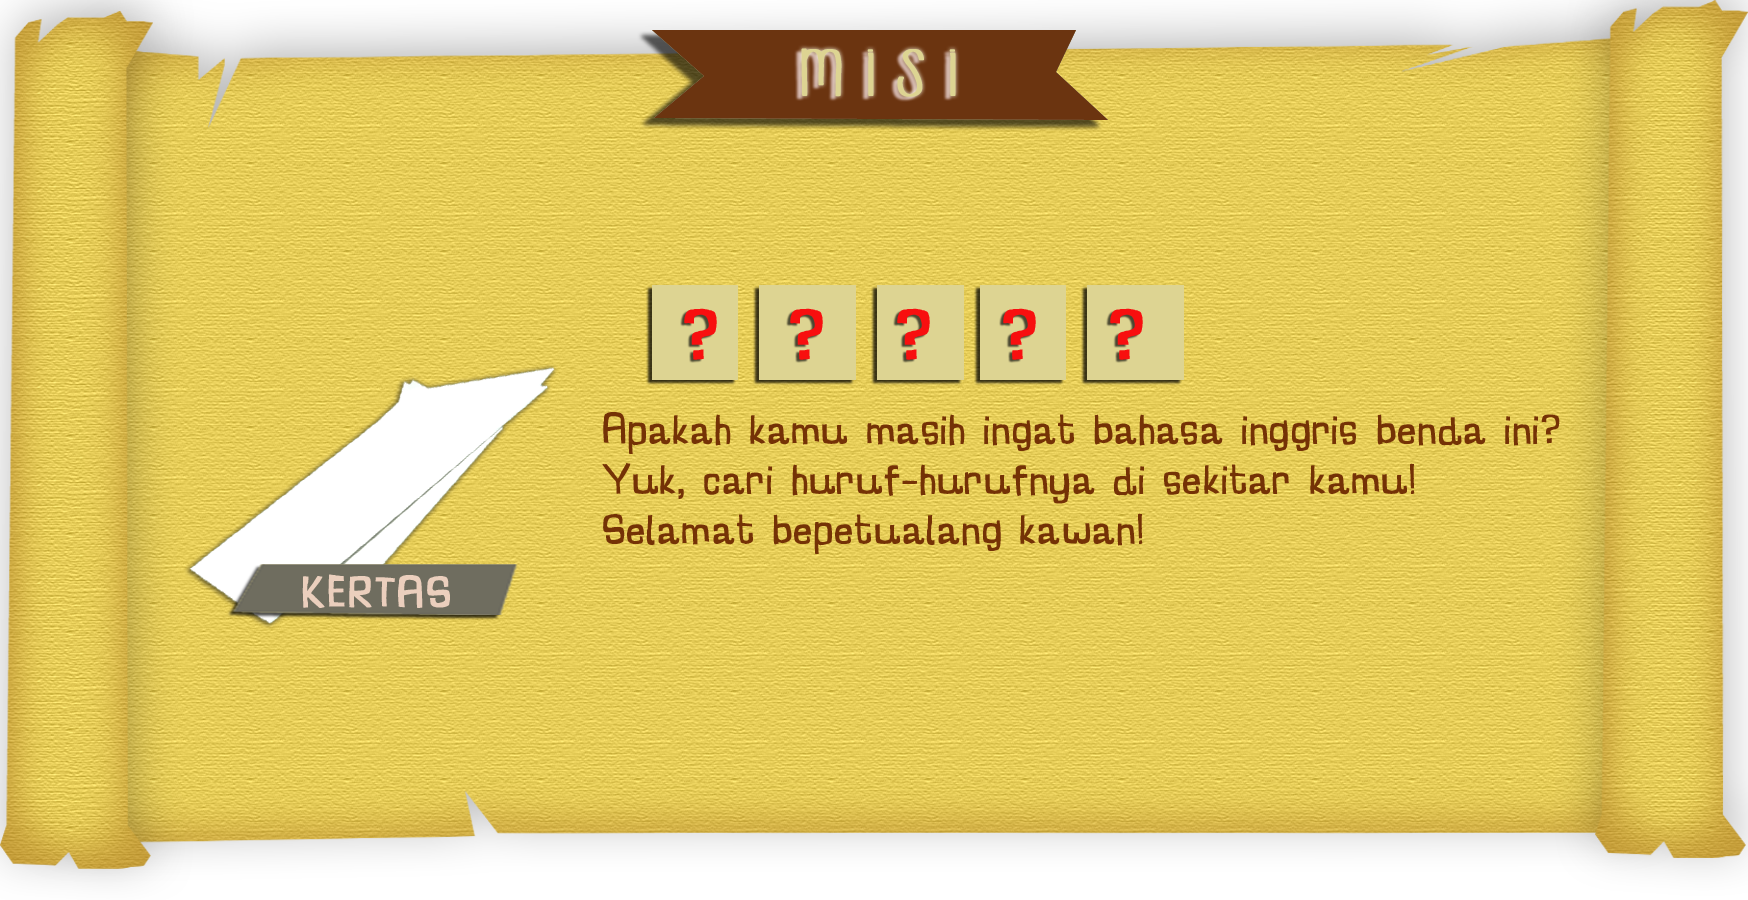 MISI
? ? ? ? ?
Apakah kamu masih ingat bahasa inggris benda ini?
Yuk, cari huruf-hurufnya di sekitar kamu!
Selamat bepetualang kawan!
KERTAS